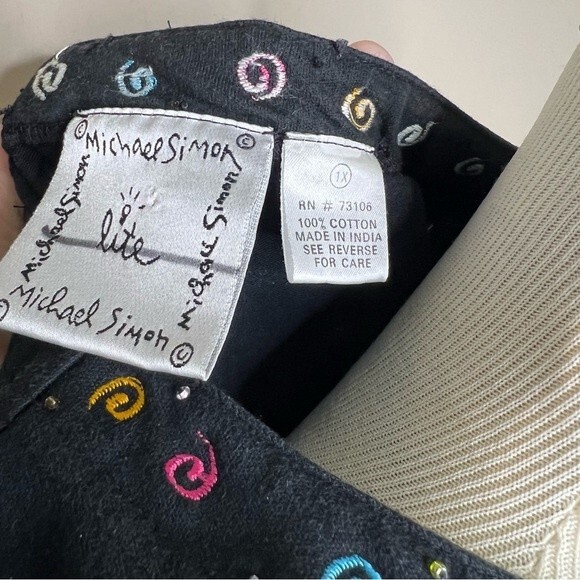 © Michael Simon ©
Michael Simon
lite
Michael Simon
Michael Simon ©
©
1X
RN # 73106
100% COTTON
MADE IN INDIA
SEE REVERSE
FOR CARE